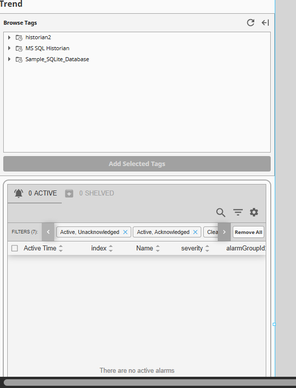 Trend
Browse Tags
historian2
MS SQL Historian
Sample_SQLite_Database
Add Selected Tags
0 ACTIVE 0 SHELVED
FILTERS (7) Active, Unacknowledged Active, Acknowledged Clea Remove All
Active Time index Name severity alarmGroupId
There are no active alarms